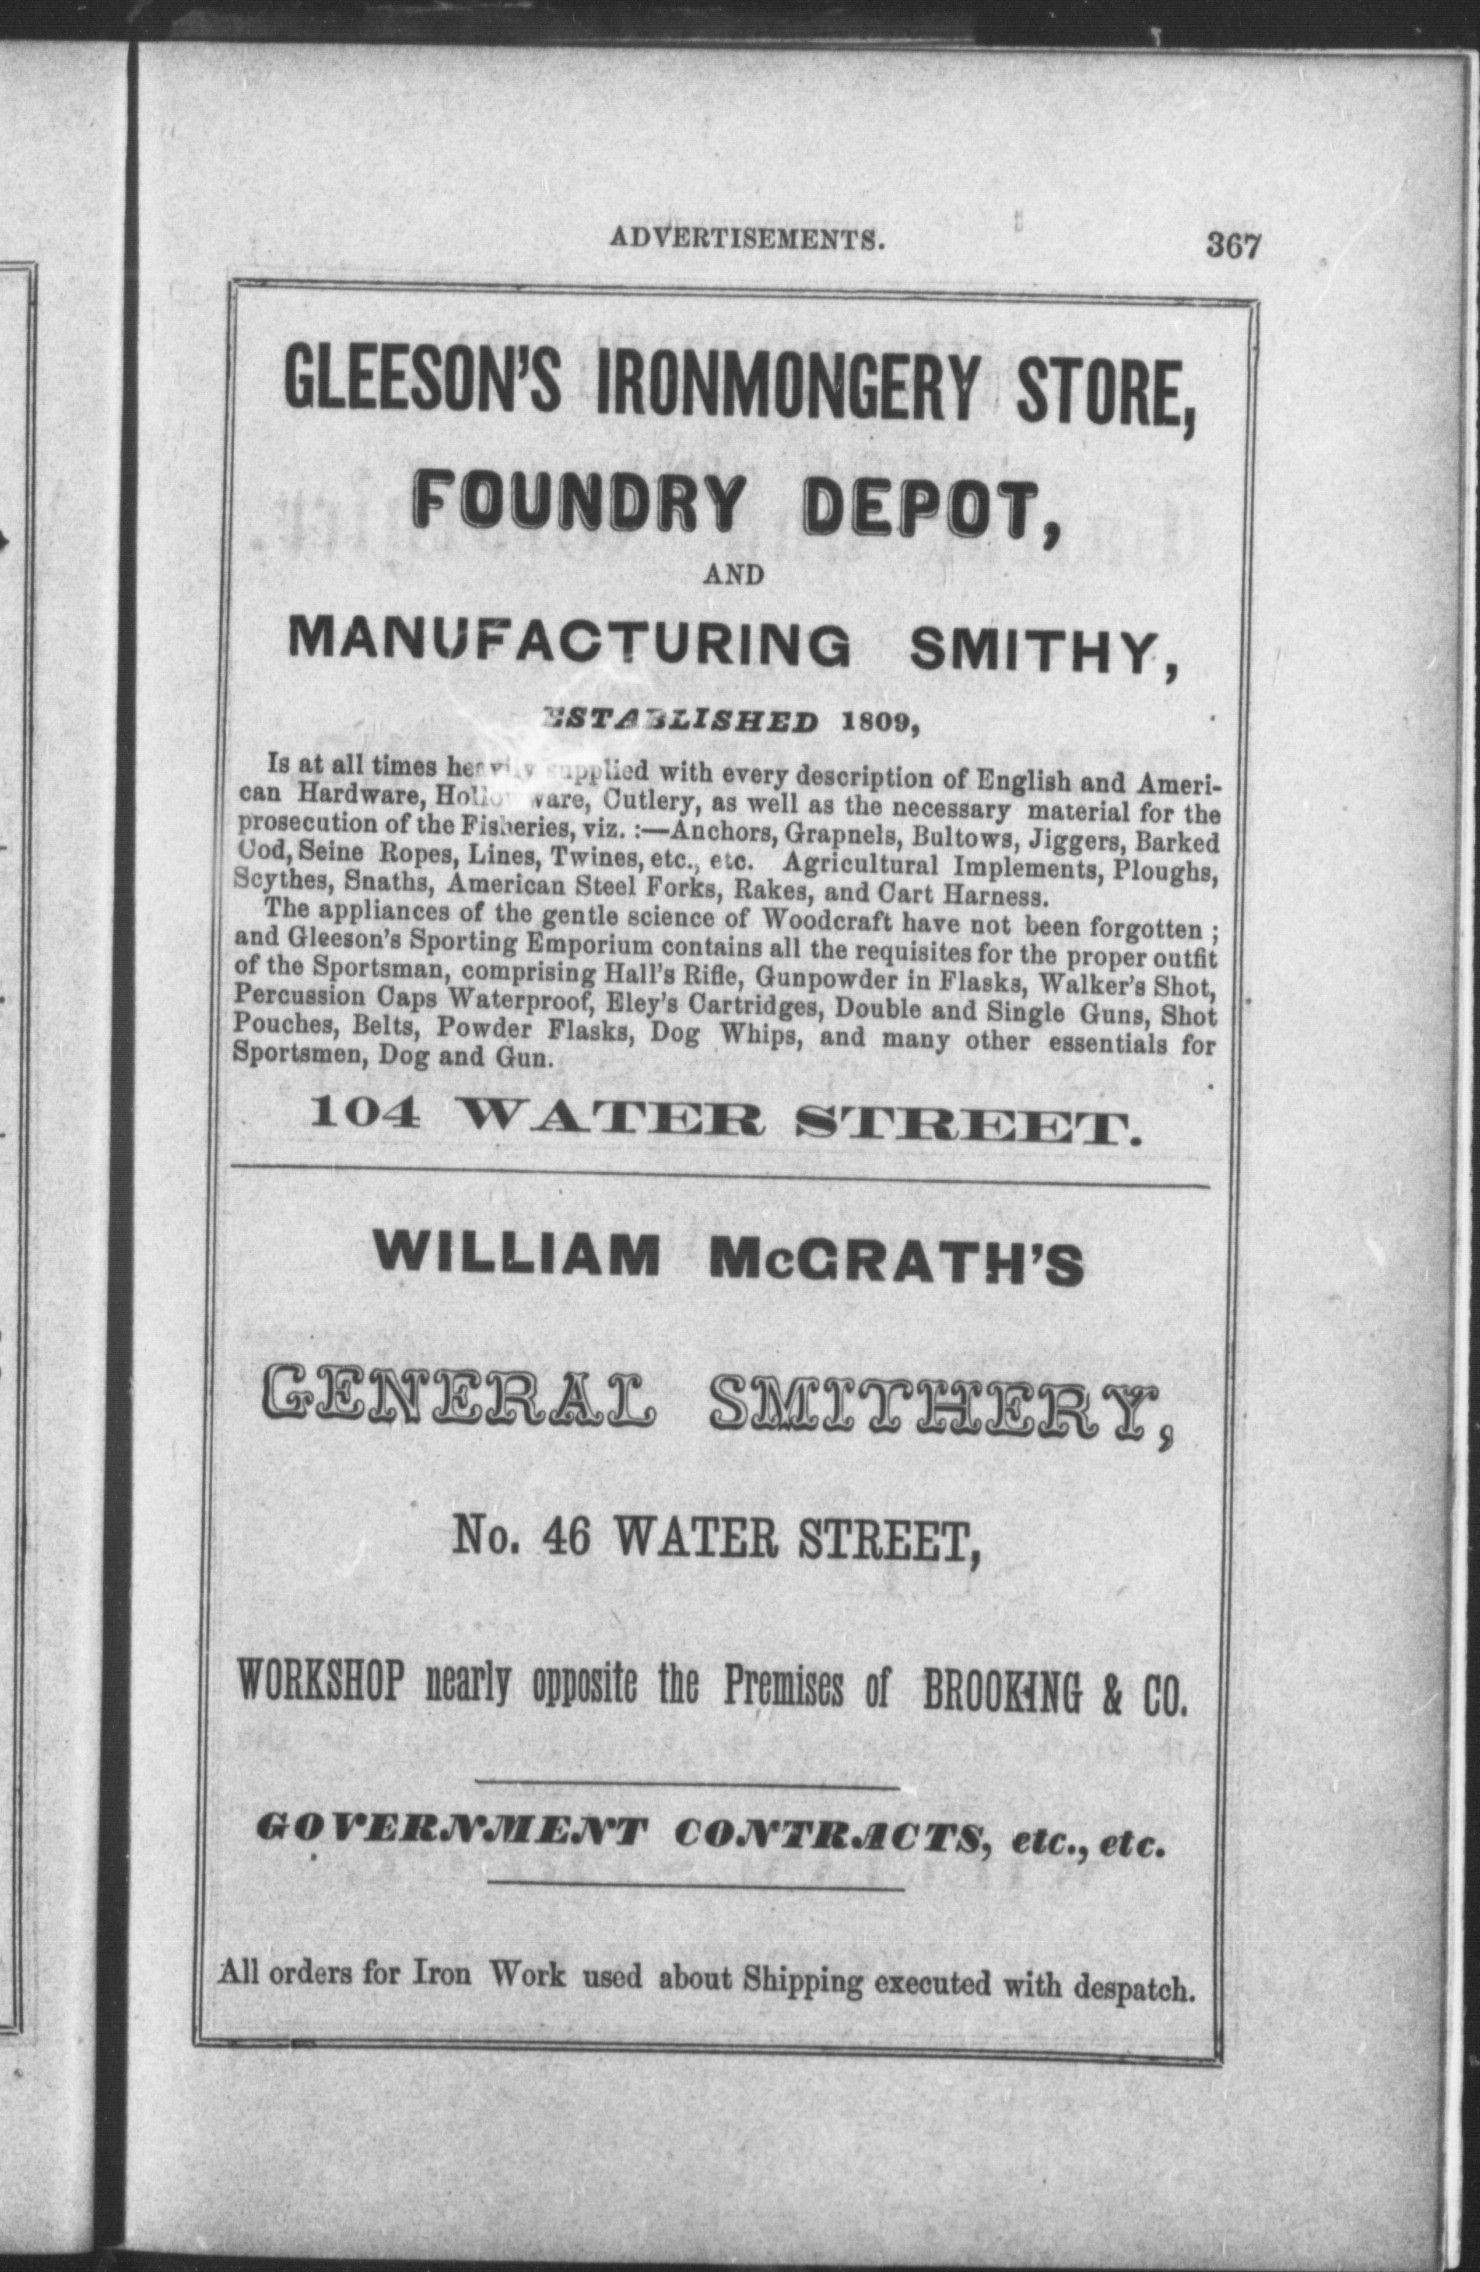 ADVERTISEMENTS.
367
GLEESON'S IRONMONGERY STORE,
FOUNDRY DEPOT,
AND
MANUFACTURING SMITHY,
ESTABLISHED 1809,
Is at all times heavily supplied with every description of English and Ameri-
can Hardware, Hollow ware, Cutlery, as well as the necessary material for the
prosecution of the Fisheries, viz. :—Anchors, Grapnels, Bultows, Jiggers, Barked
Cod, Seine Ropes, Lines, Twines, etc., etc. Agricultural Implements, Ploughs,
Scythes, Snaths, American Steel Forks, Rakes, and Cart Harness.
The appliances of the gentle science of Woodcraft have not been forgotten ;
and Gleeson's Sporting Emporium contains all the requisites for the proper outfit
of the Sportsman, comprising Hall's Rifle, Gunpowder in Flasks, Walker's Shot,
Percussion Caps Waterproof, Eley's Cartridges, Double and Single Guns, Shot
Pouches, Belts, Powder Flasks, Dog Whips, and many other essentials for
Sportsmen, Dog and Gun.
104 WATER STREET.
WILLIAM McGRATH'S
GENERAL SMITHERY,
No. 46 WATER STREET,
WORKSHOP nearly opposite the Premises of BROOKING & CO.
GOVERNMENT CONTRACTS, etc., etc.
All orders for Iron Work used about Shipping executed with despatch.